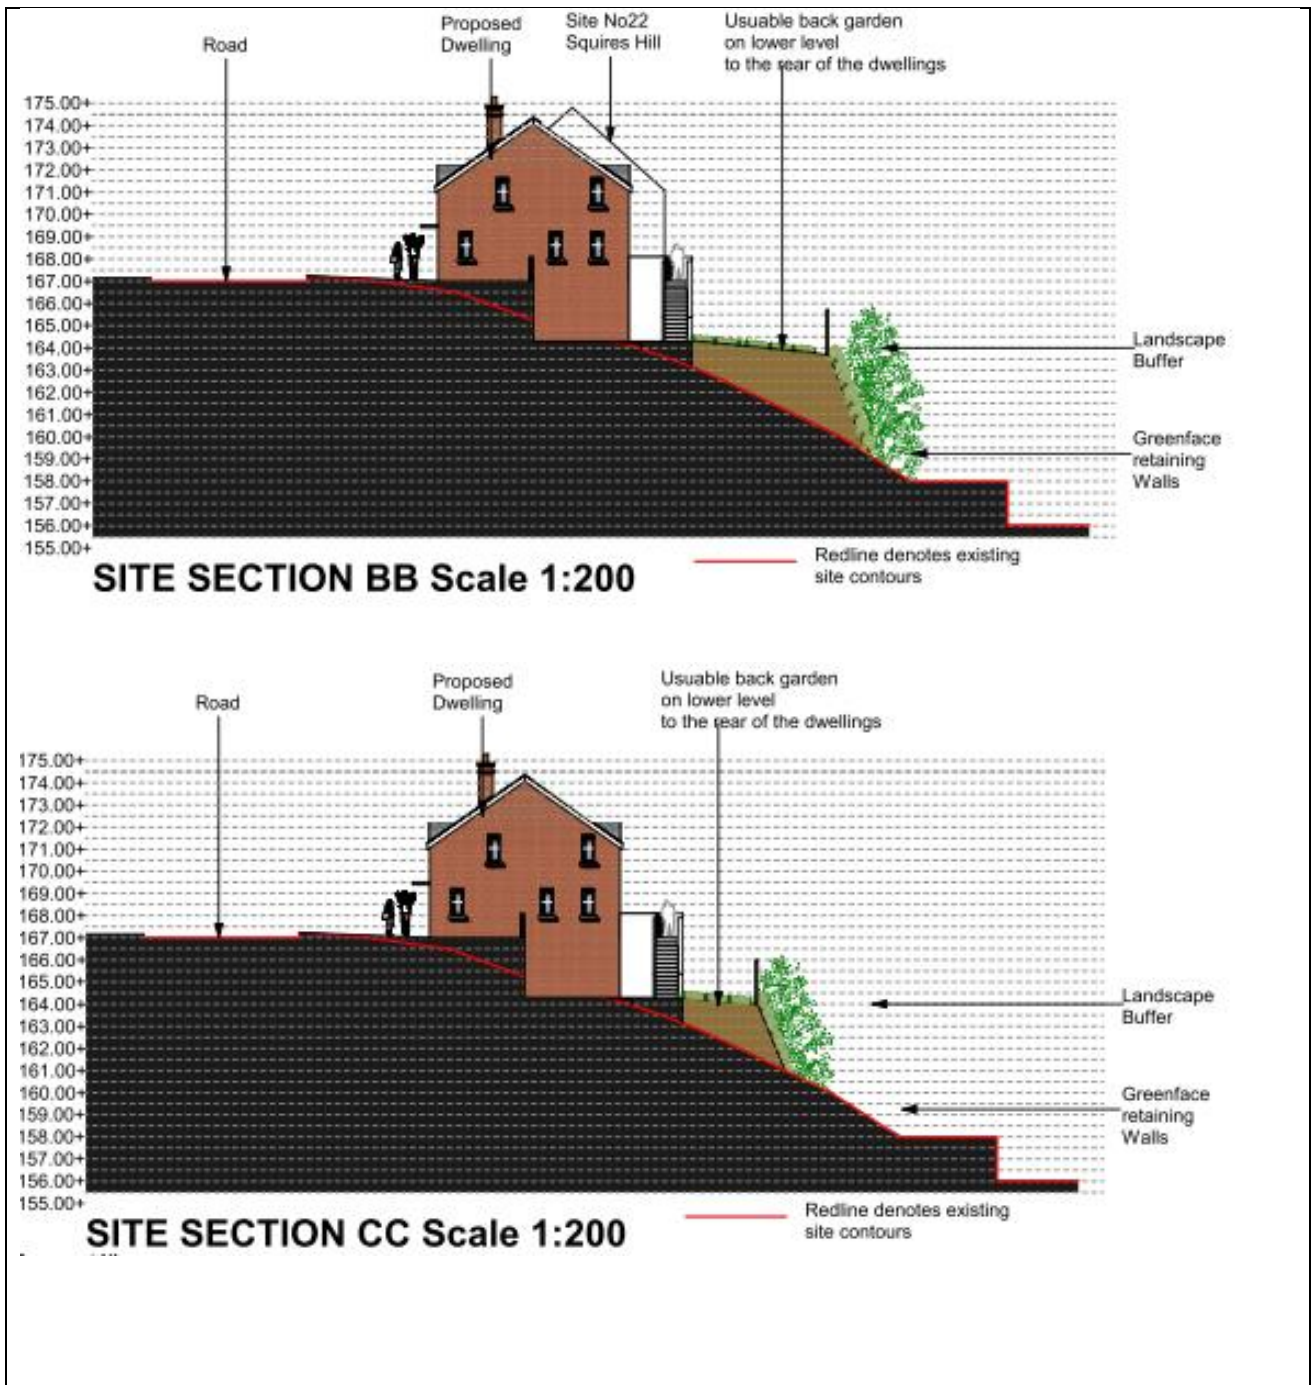 Road
Proposed
Dwelling
Site No22
Squires Hill
Usuable back garden
on lower level
to the rear of the dwellings
175.00+
174.00+
173.00+
172.00+
171.00+
170.00+
169.00+
168.00+
167.00+
166.00+
165.00+
164.00+
163.00+
162.00+
161.00+
160.00+
159.00+
158.00+
157.00+
156.00+
155.00+
Landscape
Buffer
Greenface
retaining
Walls
SITE SECTION BB Scale 1:200
Redline denotes existing
site contours
Road
Proposed
Dwelling
Usuable back garden
on lower level
to the rear of the dwellings
175.00+
174.00+
173.00+
172.00+
171.00+
170.00+
169.00+
168.00+
167.00+
166.00+
165.00+
164.00+
163.00+
162.00+
161.00+
160.00+
159.00+
158.00+
157.00+
156.00+
155.00+
Landscape
Buffer
Greenface
retaining
Walls
SITE SECTION CC Scale 1:200
Redline denotes existing
site contours